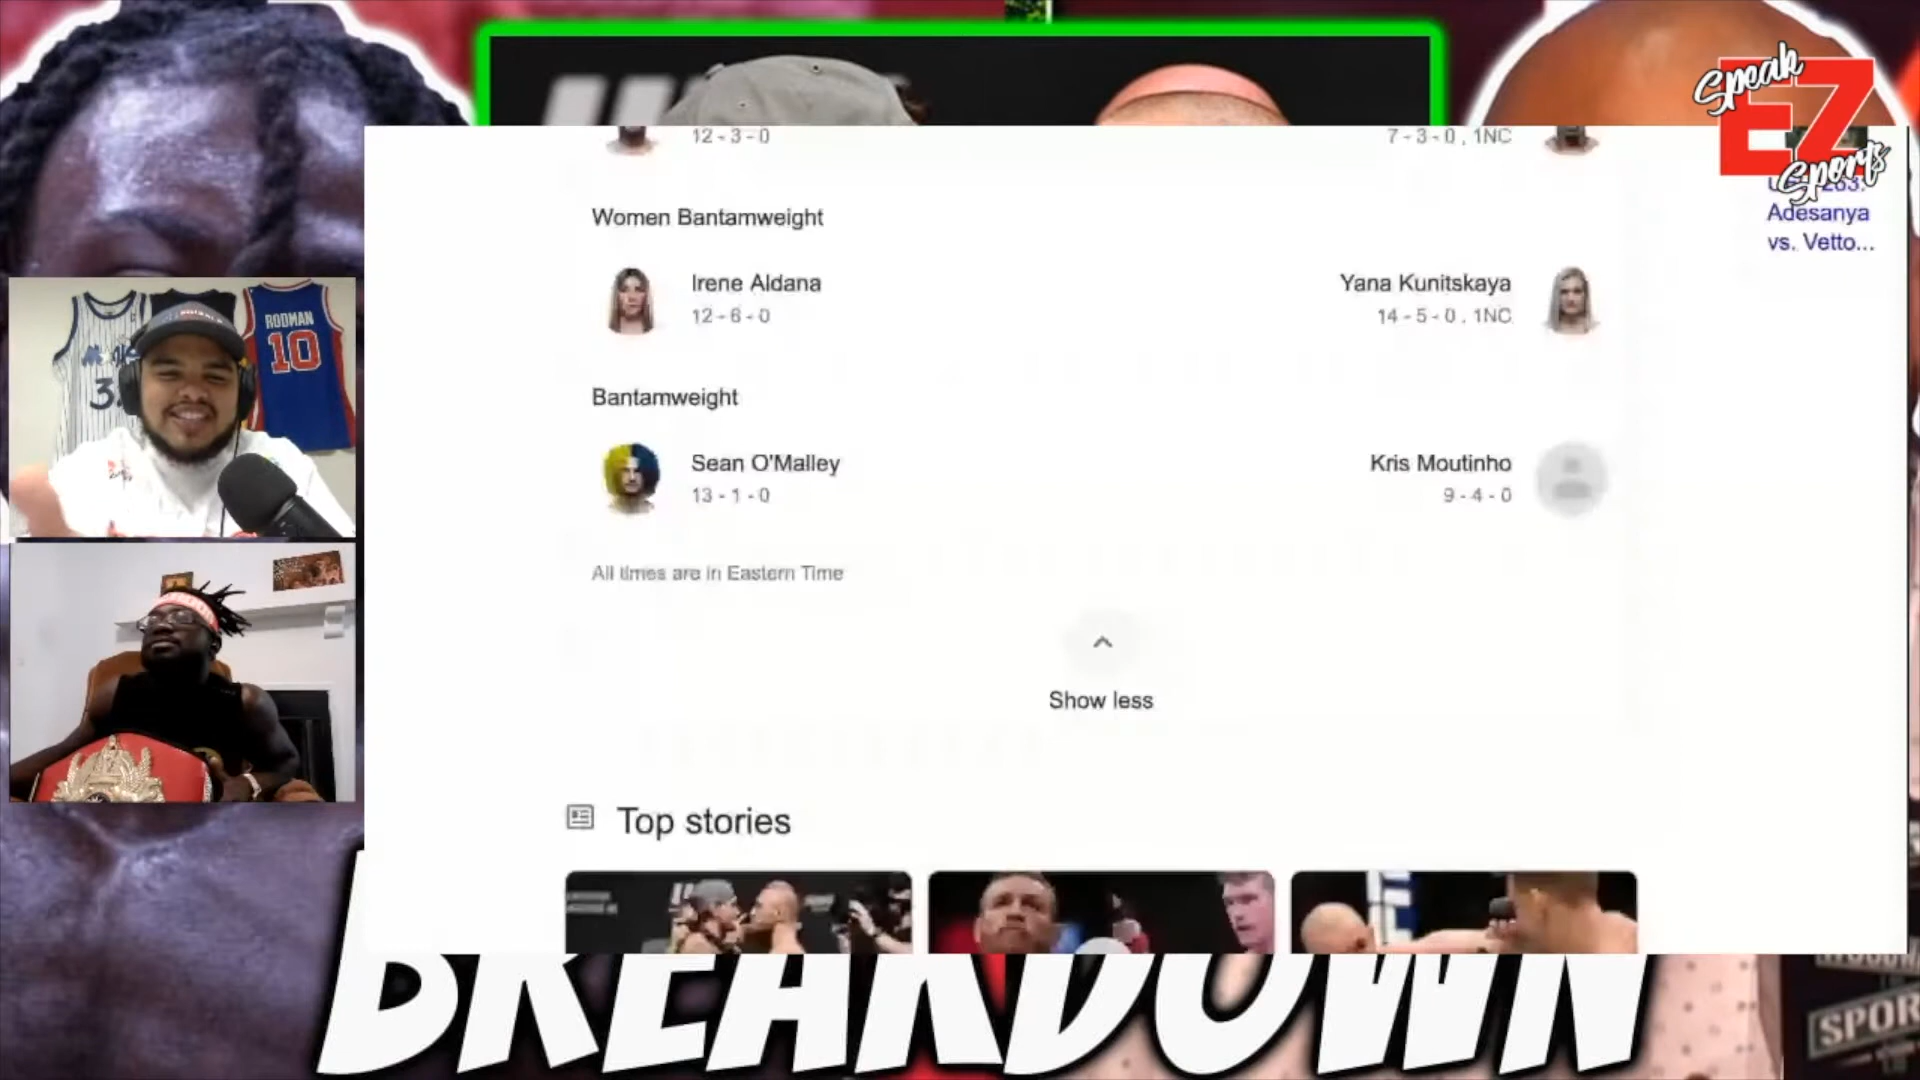 Speak
EZ
Sports
12 - 3 - 0
7 - 3 - 0 , 1NC
Adesanya
vs. Vetto...
Women Bantamweight
Irene Aldana
12 - 6 - 0
Yana Kunitskaya
14 - 5 - 0 , 1NC
RODMAN
10
Bantamweight
Sean O'Malley
13 - 1 - 0
Kris Moutinho
9 - 4 - 0
All times are in Eastern Time
Show less
Top stories
BREAKDOWN
SPOR